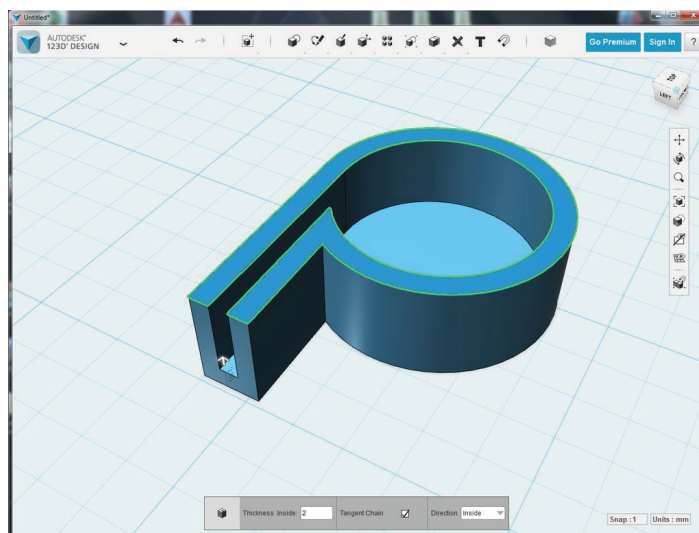 Untitled*
AUTODESK®
123D® DESIGN
Go Premium
Sign In
?
TOP
LEFT
Thickness Inside: 2
Tangent Chain
Direction Inside
Snap : 1
Units : mm